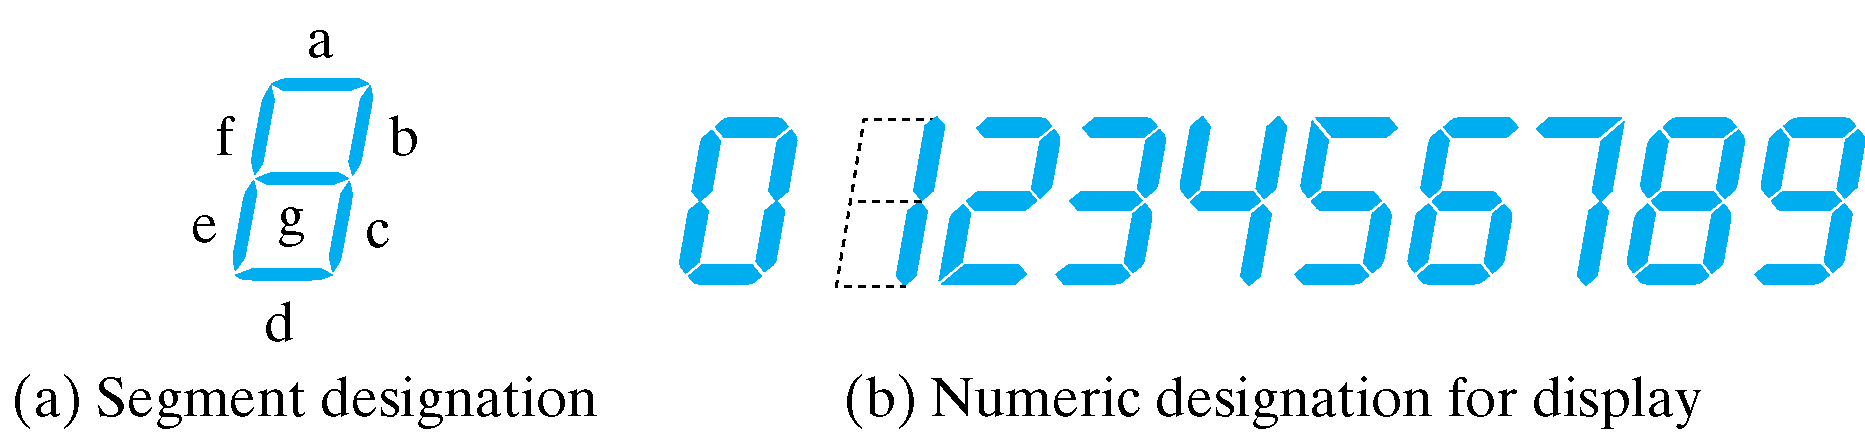 a
f b
g
e c
d
0 1 2 3 4 5 6 7 8 9
(a) Segment designation
(b) Numeric designation for display